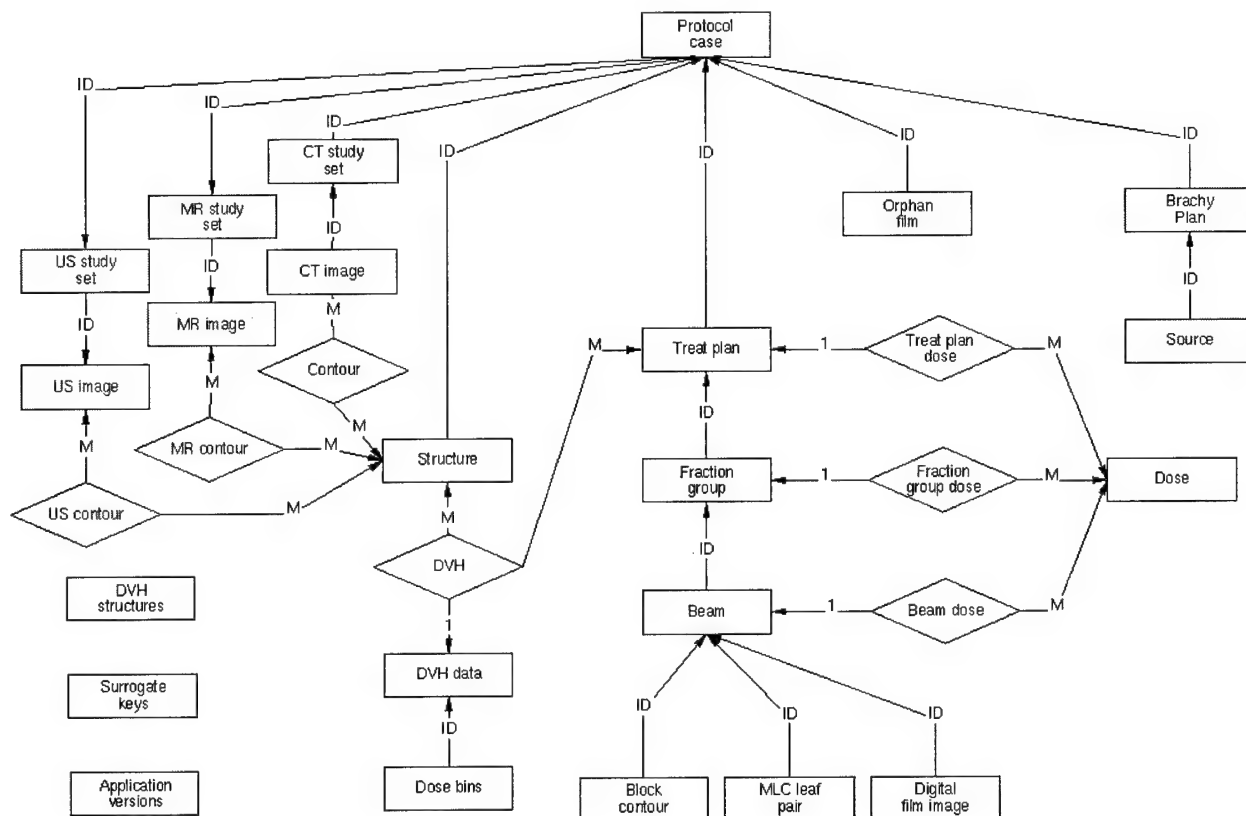 Protocol
case
ID
ID
ID
CT study
set
ID
ID
ID
ID
MR study
set
ID
Orphan
film
Brachy
Plan
US study
set
ID
CT image
ID
ID
MR image
M
M
Treat plan
1
Treat plan
dose
M
Source
US image
Contour
ID
M
M
M
MR contour
M
Structure
Fraction
group
1
Fraction
group dose
M
Dose
US contour
M
M
ID
DVH
DVH
structures
1
Beam
1
Beam dose
M
DVH data
Surrogate
keys
ID
ID
ID
ID
Application
versions
Dose bins
Block
contour
MLC leaf
pair
Digital
film image